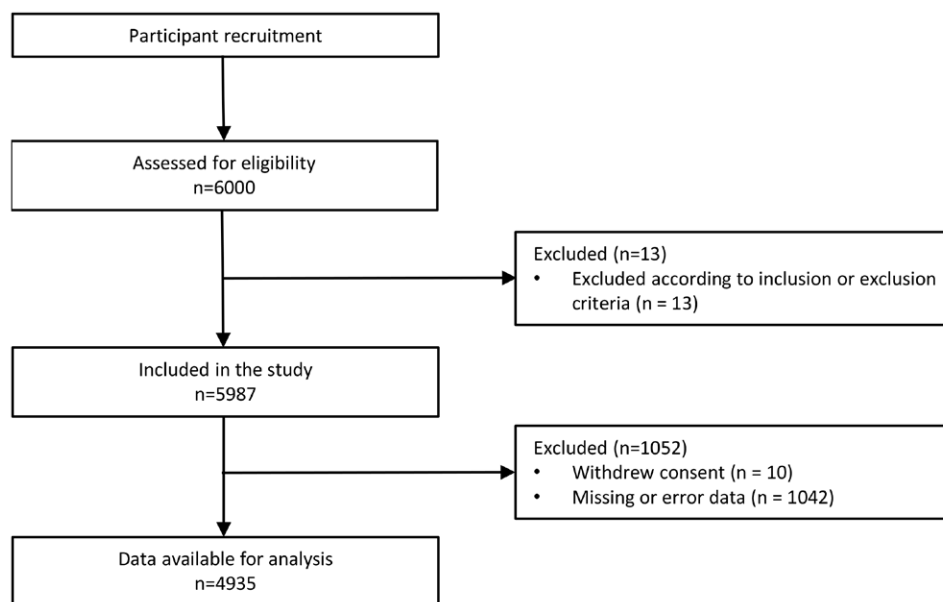 Participant recruitment
Assessed for eligibility
n=6000
Excluded (n=13)
• Excluded according to inclusion or exclusion
criteria (n = 13)
Included in the study
n=5987
Excluded (n=1052)
• Withdrew consent (n = 10)
• Missing or error data (n = 1042)
Data available for analysis
n=4935